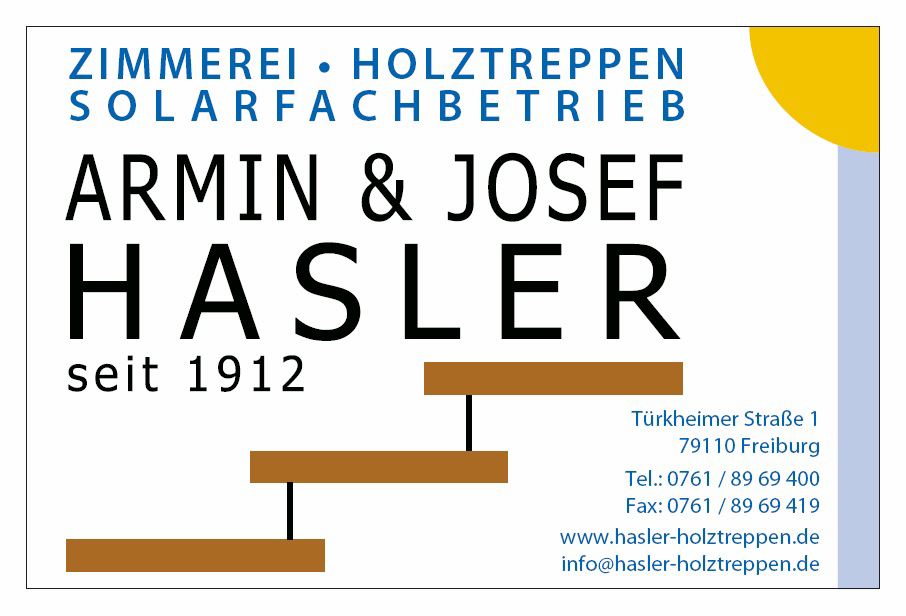 ZIMMEREI • HOLZTREPPEN
SOLARFACHBETRIEB
ARMIN & JOSEF
HASLER
seit 1912
Türkheimer Straße 1
79110 Freiburg
Tel.: 0761 / 89 69 400
Fax: 0761 / 89 69 419
www.hasler-holztreppen.de
info@hasler-holztreppen.de